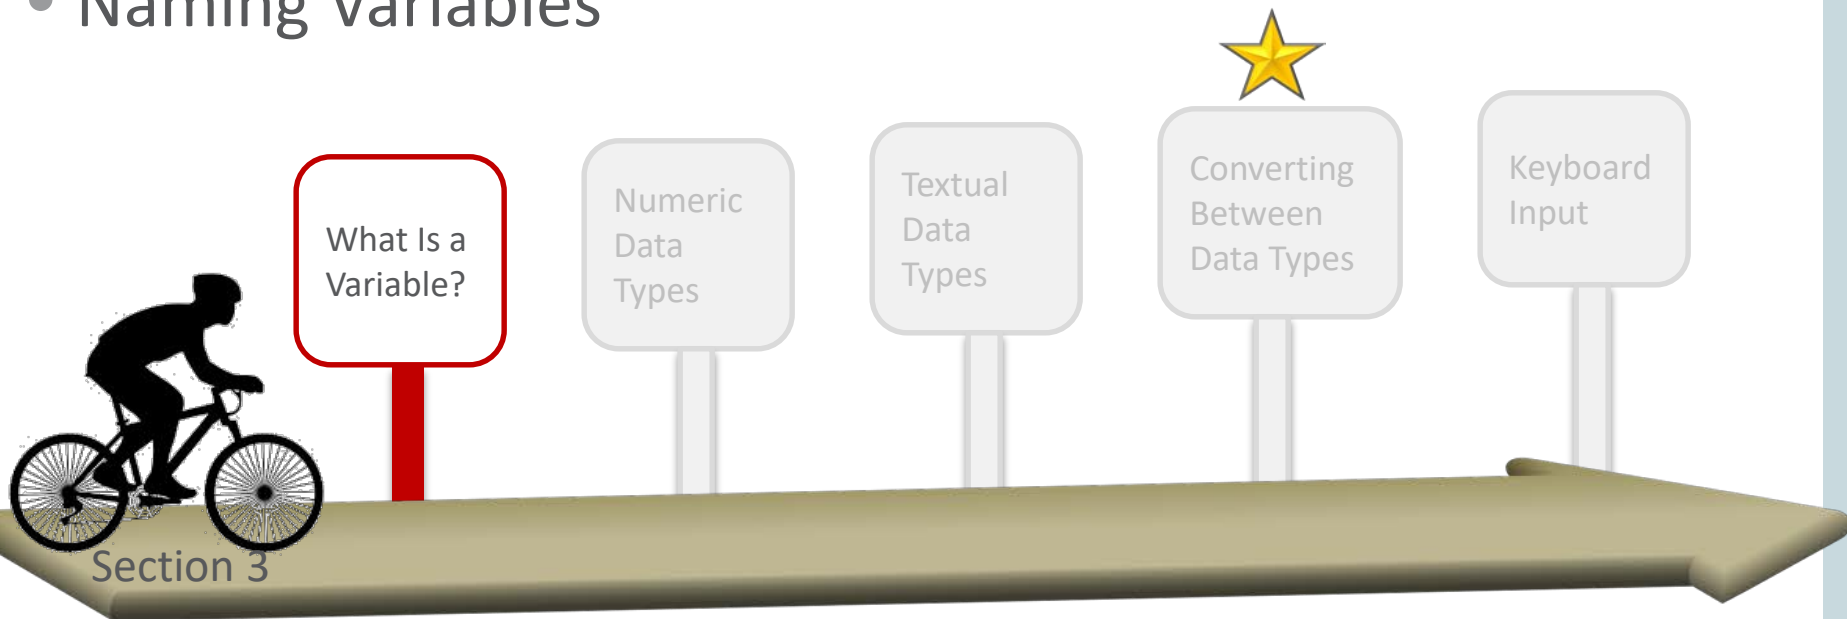 • Naming Variables
What Is a
Variable?
Numeric
Data
Types
Textual
Data
Types
Converting
Between
Data Types
Keyboard
Input
Section 3